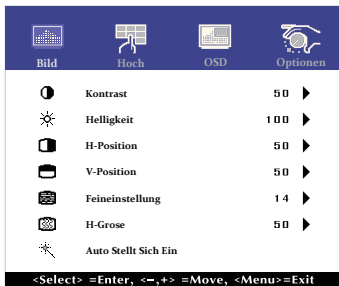 Bild Hoch OSD Optionen
Kontrast 50
Helligkeit 100
H-Position 50
V-Position 50
Feineinstellung 14
H-Grose 50
Auto Stellt Sich Ein
<Select> =Enter, <−,+> =Move, <Menu>=Exit